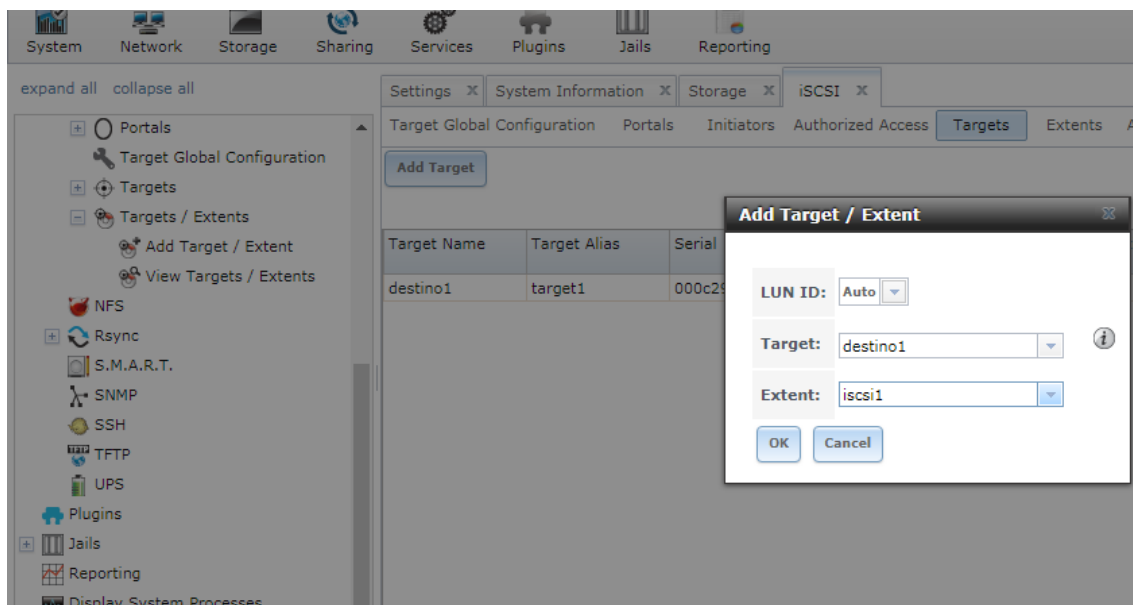 System Network Storage Sharing Services Plugins Jails Reporting
expand all collapse all
Settings X System Information X Storage X iSCSI X
Target Global Configuration Portals Initiators Authorized Access Targets Extents
Add Target
Portals
Target Global Configuration
Targets
Targets / Extents
Add Target / Extent
View Targets / Extents
NFS
Rsync
S.M.A.R.T.
SNMP
SSH
TFTP
UPS
Plugins
Jails
Reporting
Display System Processes
Target Name Target Alias Serial
destino1 target1 000c29
Add Target / Extent
LUN ID: Auto
Target: destino1
Extent: iscsi1
OK Cancel